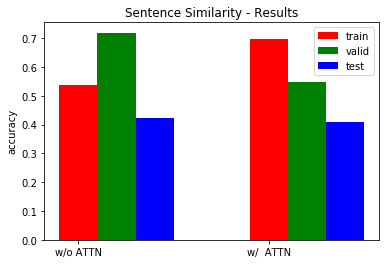 Sentence Similarity - Results
train
valid
test
accuracy
0.7
0.6
0.5
0.4
0.3
0.2
0.1
0.0
w/o ATTN
w/  ATTN